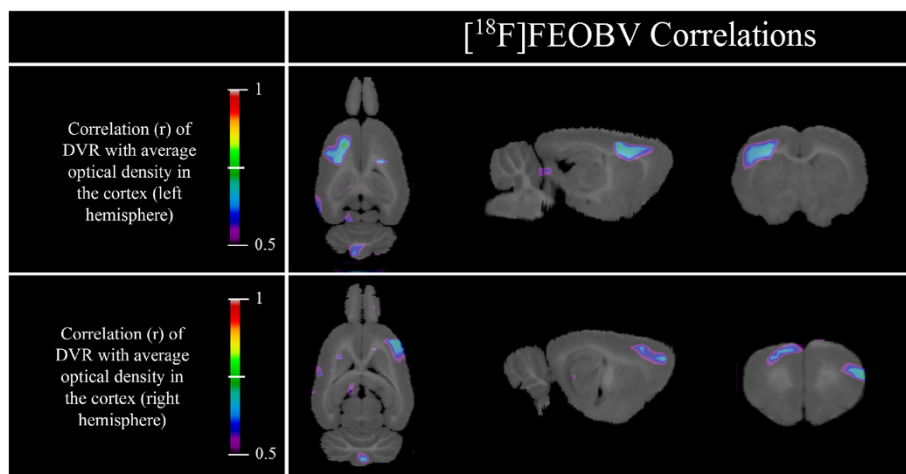 [¹⁸F]FEOBV Correlations
Correlation (r) of
DVR with average
optical density in
the cortex (left
hemisphere)
1
0.5
Correlation (r) of
DVR with average
optical density in
the cortex (right
hemisphere)
1
0.5